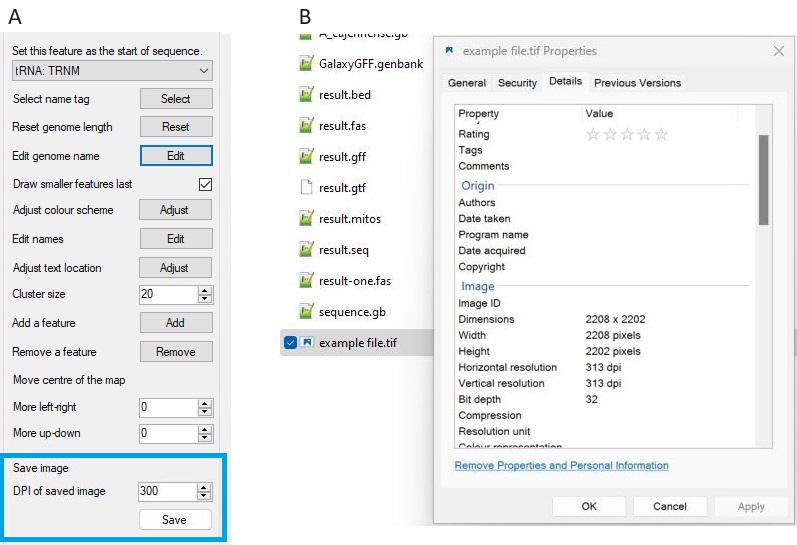 A
Set this feature as the start of sequence.
tRNA: TRNM
Select name tag Select
Reset genome length Reset
Edit genome name Edit
Draw smaller features last
Adjust colour scheme Adjust
Edit names Edit
Adjust text location Adjust
Cluster size 20
Add a feature Add
Remove a feature Remove
Move centre of the map
More left-right 0
More up-down 0
Save image
DPI of saved image 300
Save
B
A_cajennense.gb
GalaxyGFF.genbank
result.bed
result.fas
result.gff
result.gtf
result.mitos
result.seq
result-one.fas
sequence.gb
example file.tif
example file.tif Properties
General Security Details Previous Versions
Property Value
Rating
Tags
Comments
Origin
Authors
Date taken
Program name
Date acquired
Copyright
Image
Image ID
Dimensions 2208 x 2202
Width 2208 pixels
Height 2202 pixels
Horizontal resolution 313 dpi
Vertical resolution 313 dpi
Bit depth 32
Compression
Resolution unit
Colour representation
Remove Properties and Personal Information
OK Cancel Apply